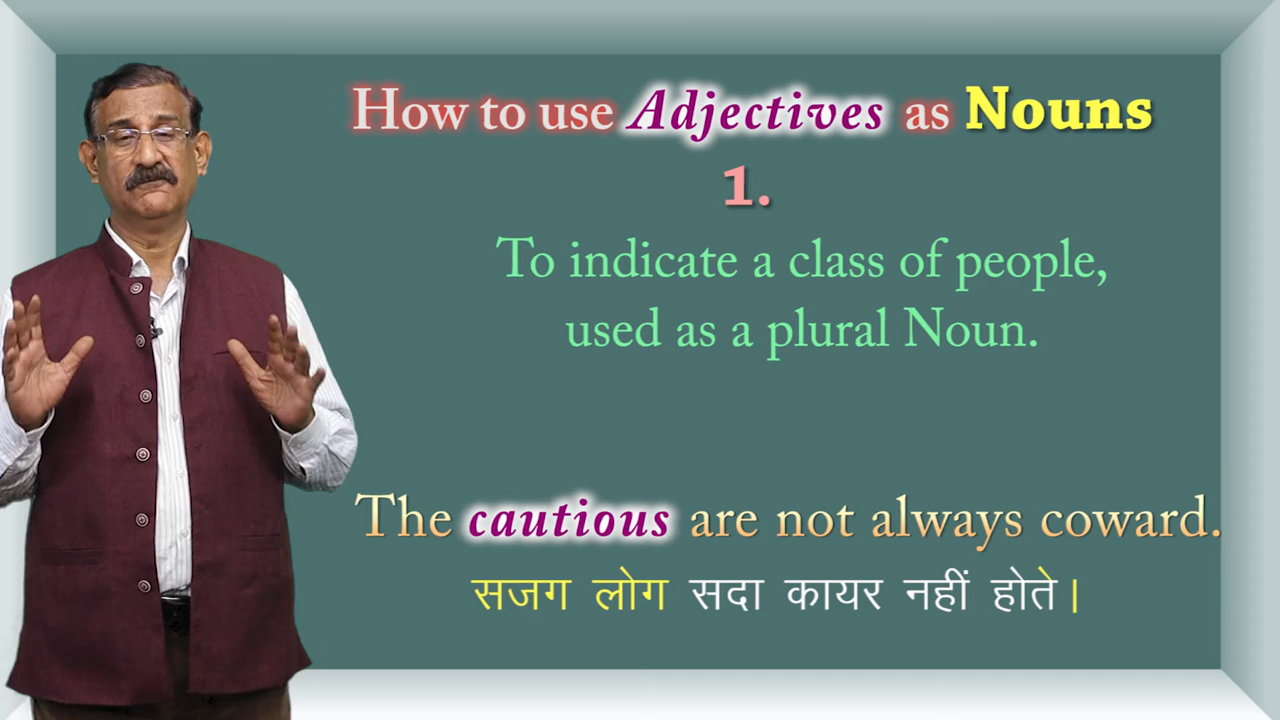 How to use Adjectives as Nouns
1.
To indicate a class of people,
used as a plural Noun.
The cautious are not always coward.
सजग लोग सदा कायर नहीं होते।